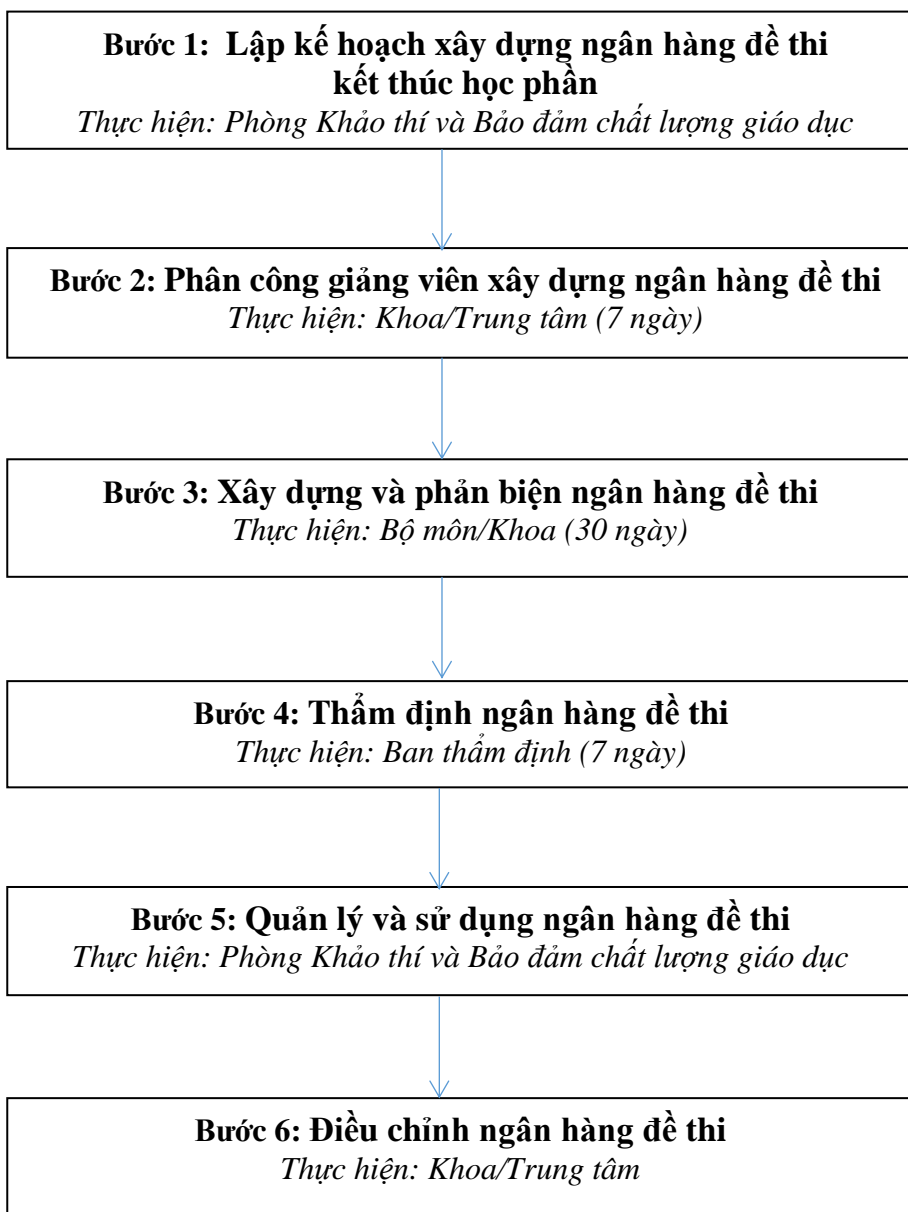 Bước 1: Lập kế hoạch xây dựng ngân hàng đề thi
kết thúc học phần
Thực hiện: Phòng Khảo thí và Bảo đảm chất lượng giáo dục
Bước 2: Phân công giảng viên xây dựng ngân hàng đề thi
Thực hiện: Khoa/Trung tâm (7 ngày)
Bước 3: Xây dựng và phản biện ngân hàng đề thi
Thực hiện: Bộ môn/Khoa (30 ngày)
Bước 4: Thẩm định ngân hàng đề thi
Thực hiện: Ban thẩm định (7 ngày)
Bước 5: Quản lý và sử dụng ngân hàng đề thi
Thực hiện: Phòng Khảo thí và Bảo đảm chất lượng giáo dục
Bước 6: Điều chỉnh ngân hàng đề thi
Thực hiện: Khoa/Trung tâm